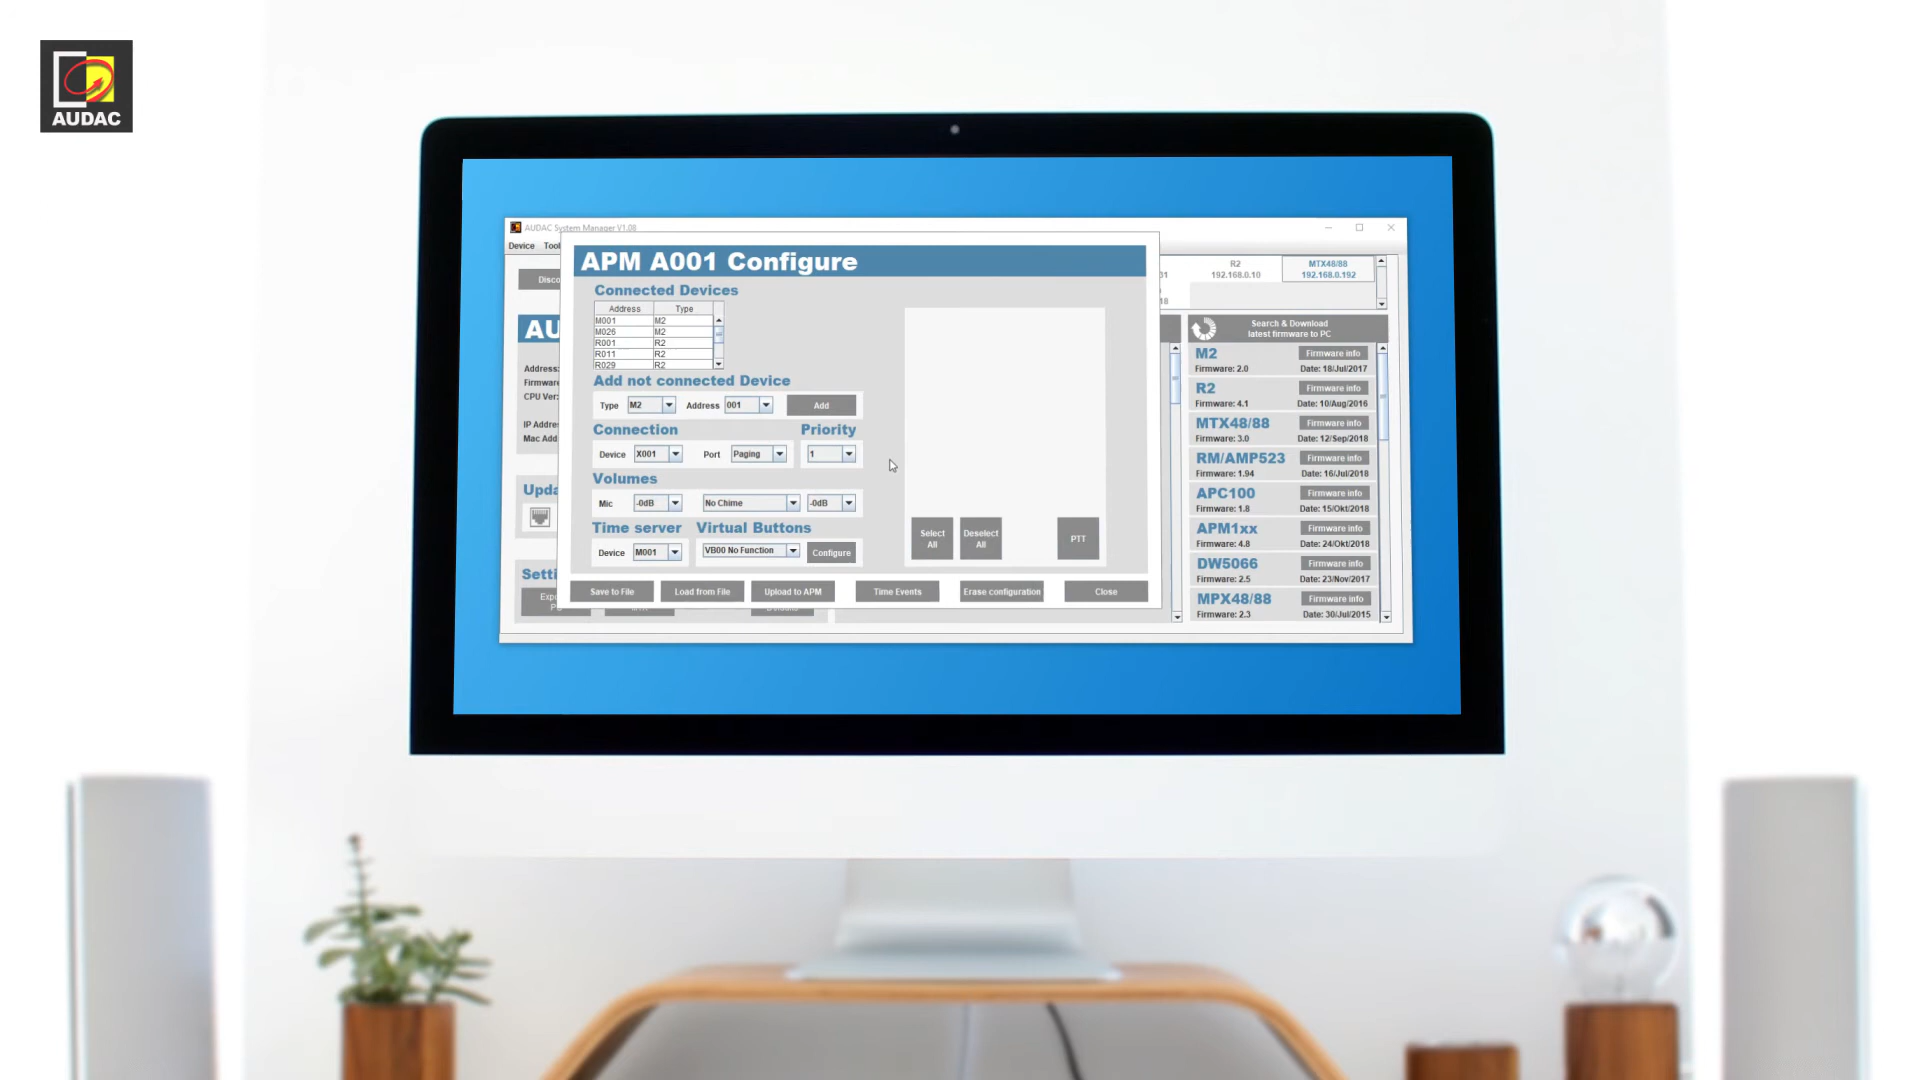 AUDAC
AUDAC System Manager V1.08
Device Tool
Disco
R2
192.168.0.10
MTX48/88
192.168.0.192
31
18
AU
Address:
Firmware
CPU Ver:
IP Addre
Mac Add
Upda
Setti
Expo
APM A001 Configure
Connected Devices
Address Type
M001 M2
M026 M2
R001 R2
R011 R2
R029 R2
Add not connected Device
Type M2 Address 001 Add
Connection Priority
Device X001 Port Paging 1
Volumes
Mic -0dB No Chime -0dB
Time server Virtual Buttons
Device M001 VB00 No Function Configure
Select All
Deselect All
PTT
Save to File Load from File Upload to APM Time Events Erase configuration Close
Search & Download
latest firmware to PC
M2 Firmware info
Firmware: 2.0 Date: 18/Jul/2017
R2 Firmware info
Firmware: 4.1 Date: 10/Aug/2016
MTX48/88 Firmware info
Firmware: 3.0 Date: 12/Sep/2018
RM/AMP523 Firmware info
Firmware: 1.94 Date: 16/Jul/2018
APC100 Firmware info
Firmware: 1.8 Date: 15/Okt/2018
APM1xx Firmware info
Firmware: 4.8 Date: 24/Okt/2018
DW5066 Firmware info
Firmware: 2.5 Date: 23/Nov/2017
MPX48/88 Firmware info
Firmware: 2.3 Date: 30/Jul/2015